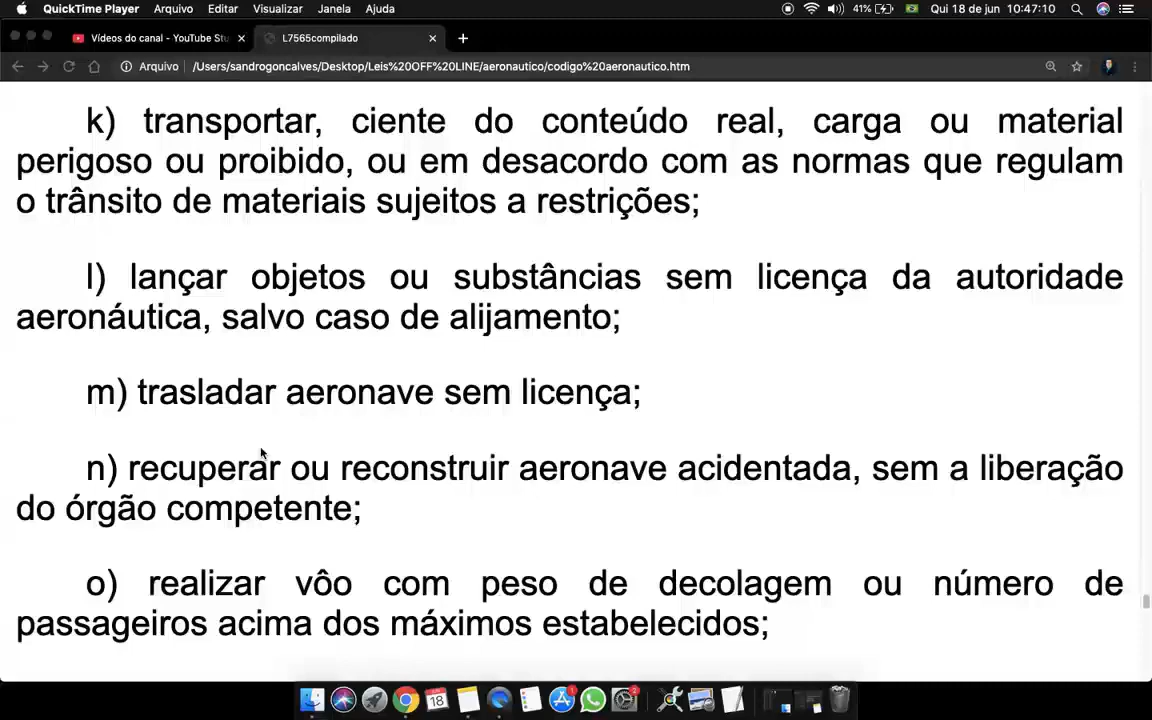 QuickTime Player Arquivo Editar Visualizar Janela Ajuda 41% Qui 18 de jun 10:47:10
Vídeos do canal - YouTube Stu L7565compilado
Arquivo /Users/sandrogoncalves/Desktop/Leis%20OFF%20LINE/aeronautico/codigo%20aeronautico.htm
k) transportar, ciente do conteúdo real, carga ou material
perigoso ou proibido, ou em desacordo com as normas que regulam
o trânsito de materiais sujeitos a restrições;
l) lançar objetos ou substâncias sem licença da autoridade
aeronáutica, salvo caso de alijamento;
m) trasladar aeronave sem licença;
n) recuperar ou reconstruir aeronave acidentada, sem a liberação
do órgão competente;
o) realizar vôo com peso de decolagem ou número de
passageiros acima dos máximos estabelecidos;
18